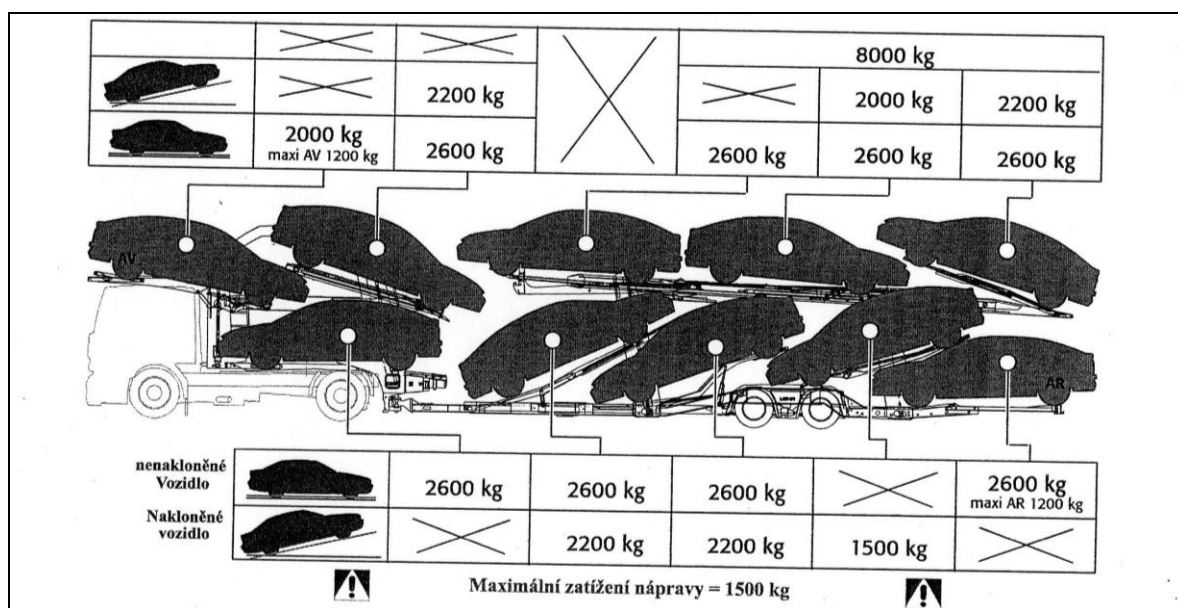 8000 kg
2200 kg
2000 kg
2200 kg
2000 kg
maxi AV 1200 kg
2600 kg
2600 kg
2600 kg
2600 kg
AV
AR
nenakloněné
Vozidlo
2600 kg
2600 kg
2600 kg
2600 kg
maxi AR 1200 kg
Nakloněné
vozidlo
2200 kg
2200 kg
1500 kg
Maximální zatížení nápravy = 1500 kg